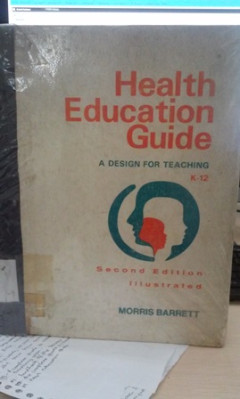 Health
Education
Guide
A DESIGN FOR TEACHING
K-12
Second Edition
Illustrated
MORRIS BARRETT